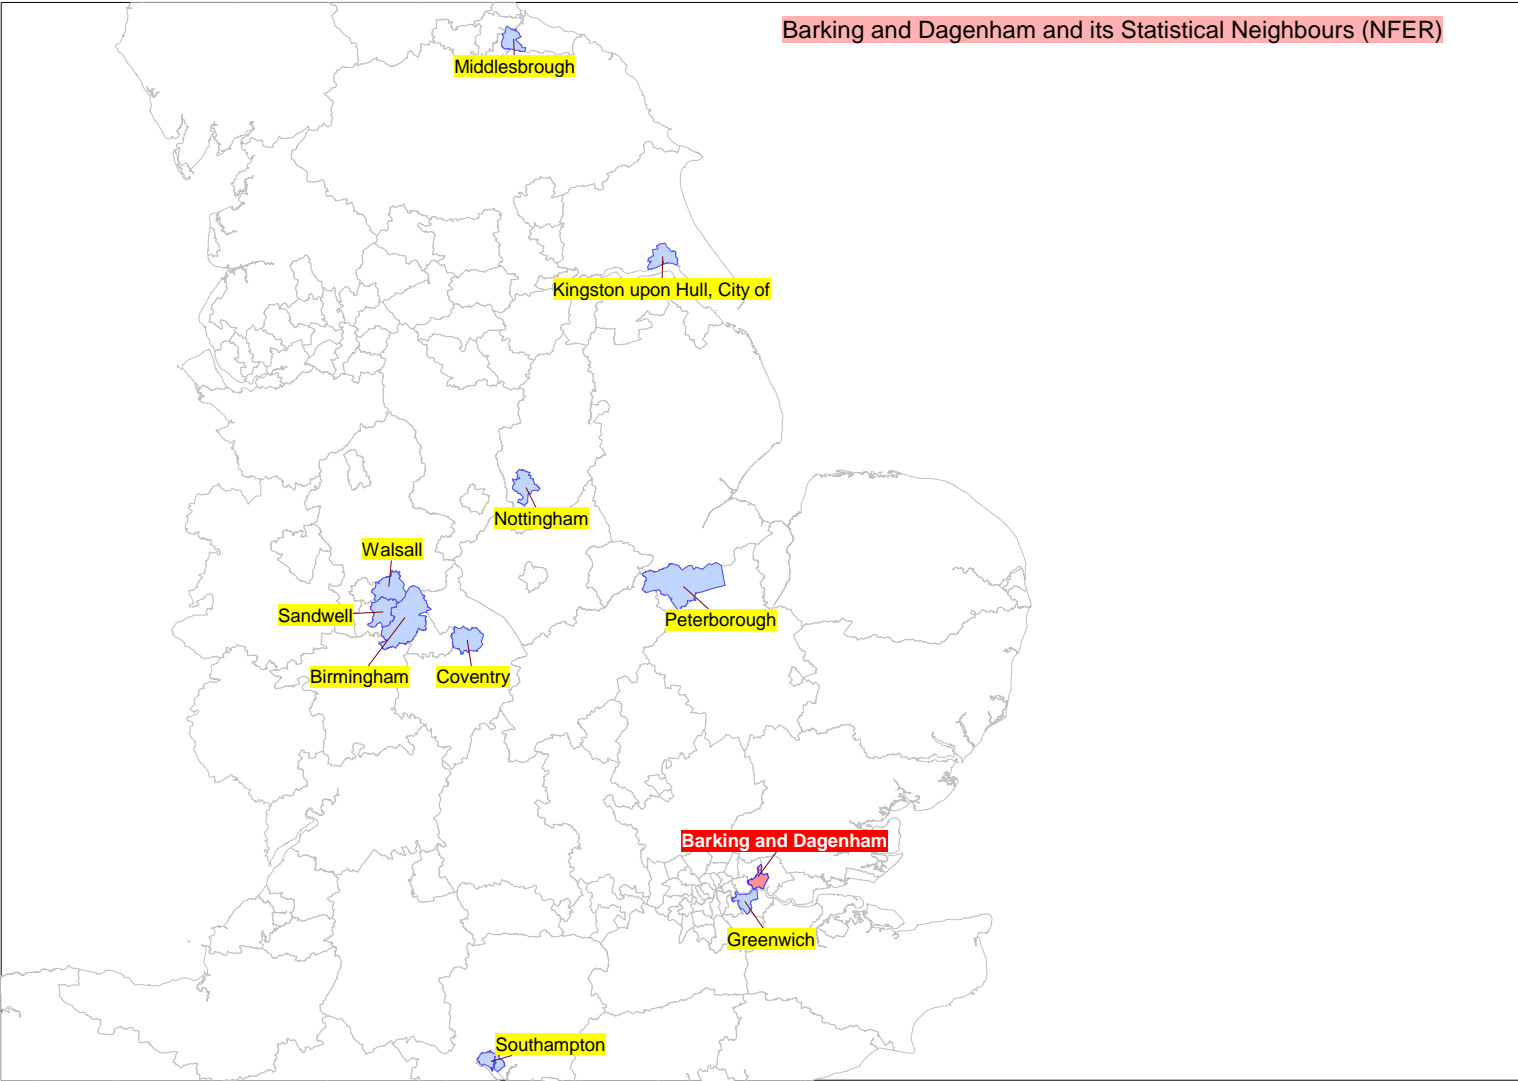 Barking and Dagenham and its Statistical Neighbours (NFER)
Middlesbrough
Kingston upon Hull, City of
Nottingham
Walsall
Sandwell
Peterborough
Birmingham
Coventry
Barking and Dagenham
Greenwich
Southampton